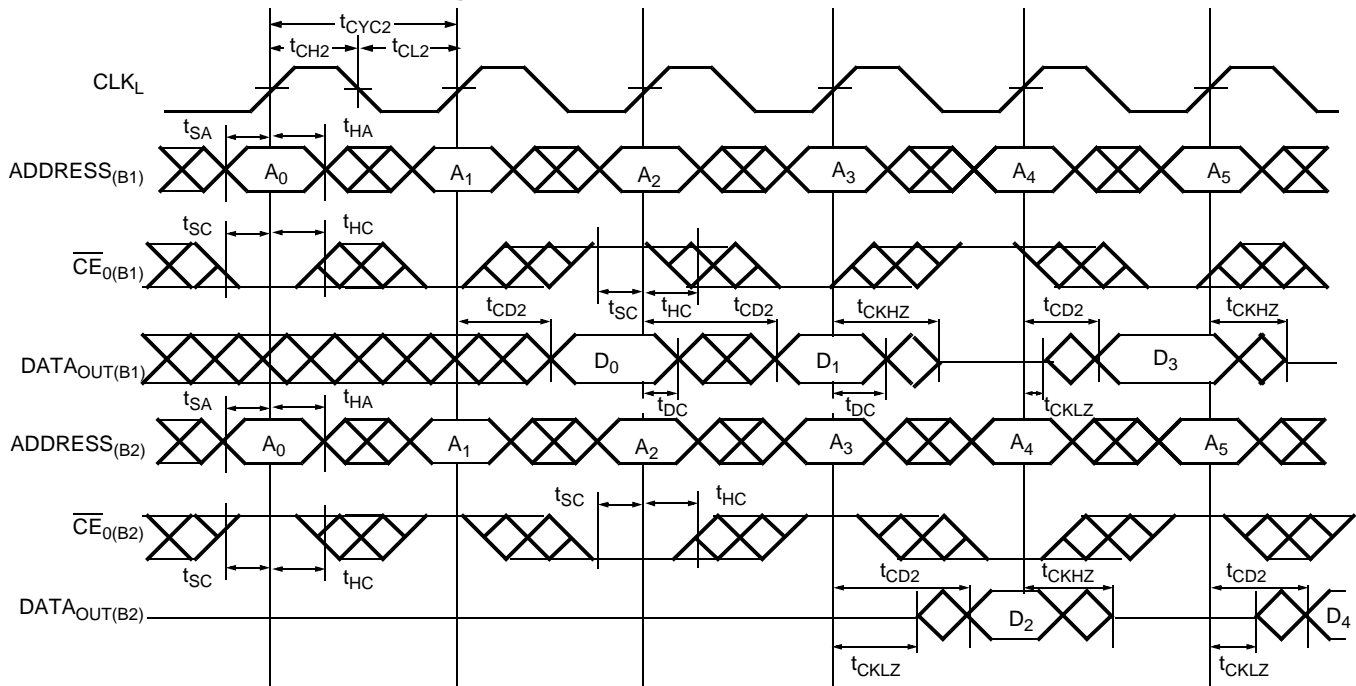 tCYC2
tCH2 tCL2
CLKL
tSA tHA
ADDRESS(B1) A0 A1 A2 A3 A4 A5
tSC tHC
CE0(B1)
tCD2 tSC tHC tCD2 tCKHZ tCD2 tCKHZ
DATAOUT(B1) D0 D1 D3
tSA tHA tDC tDC tCKLZ
ADDRESS(B2) A0 A1 A2 A3 A4 A5
tSC tHC
CE0(B2)
tSC tHC tCD2 tCKHZ tCD2
DATAOUT(B2) D2 D4
tCKLZ tCKLZ